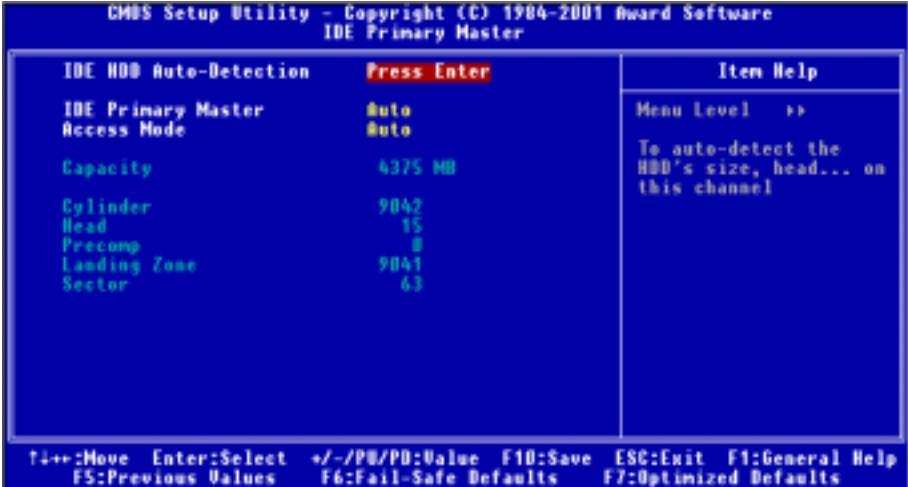 CMOS Setup Utility - Copyright (C) 1984-2001 Award Software
IDE Primary Master
IDE HDD Auto-Detection Press Enter
IDE Primary Master Auto
Access Mode Auto
Capacity 4375 MB
Cylinder 9042
Head 15
Precomp 0
Landing Zone 9041
Sector 63
Item Help
Menu Level ▸▸
To auto-detect the
HDD's size, head... on
this channel
↑↓→←:Move Enter:Select +/-/PU/PD:Value F10:Save ESC:Exit F1:General Help
F5:Previous Values F6:Fail-Safe Defaults F7:Optimized Defaults